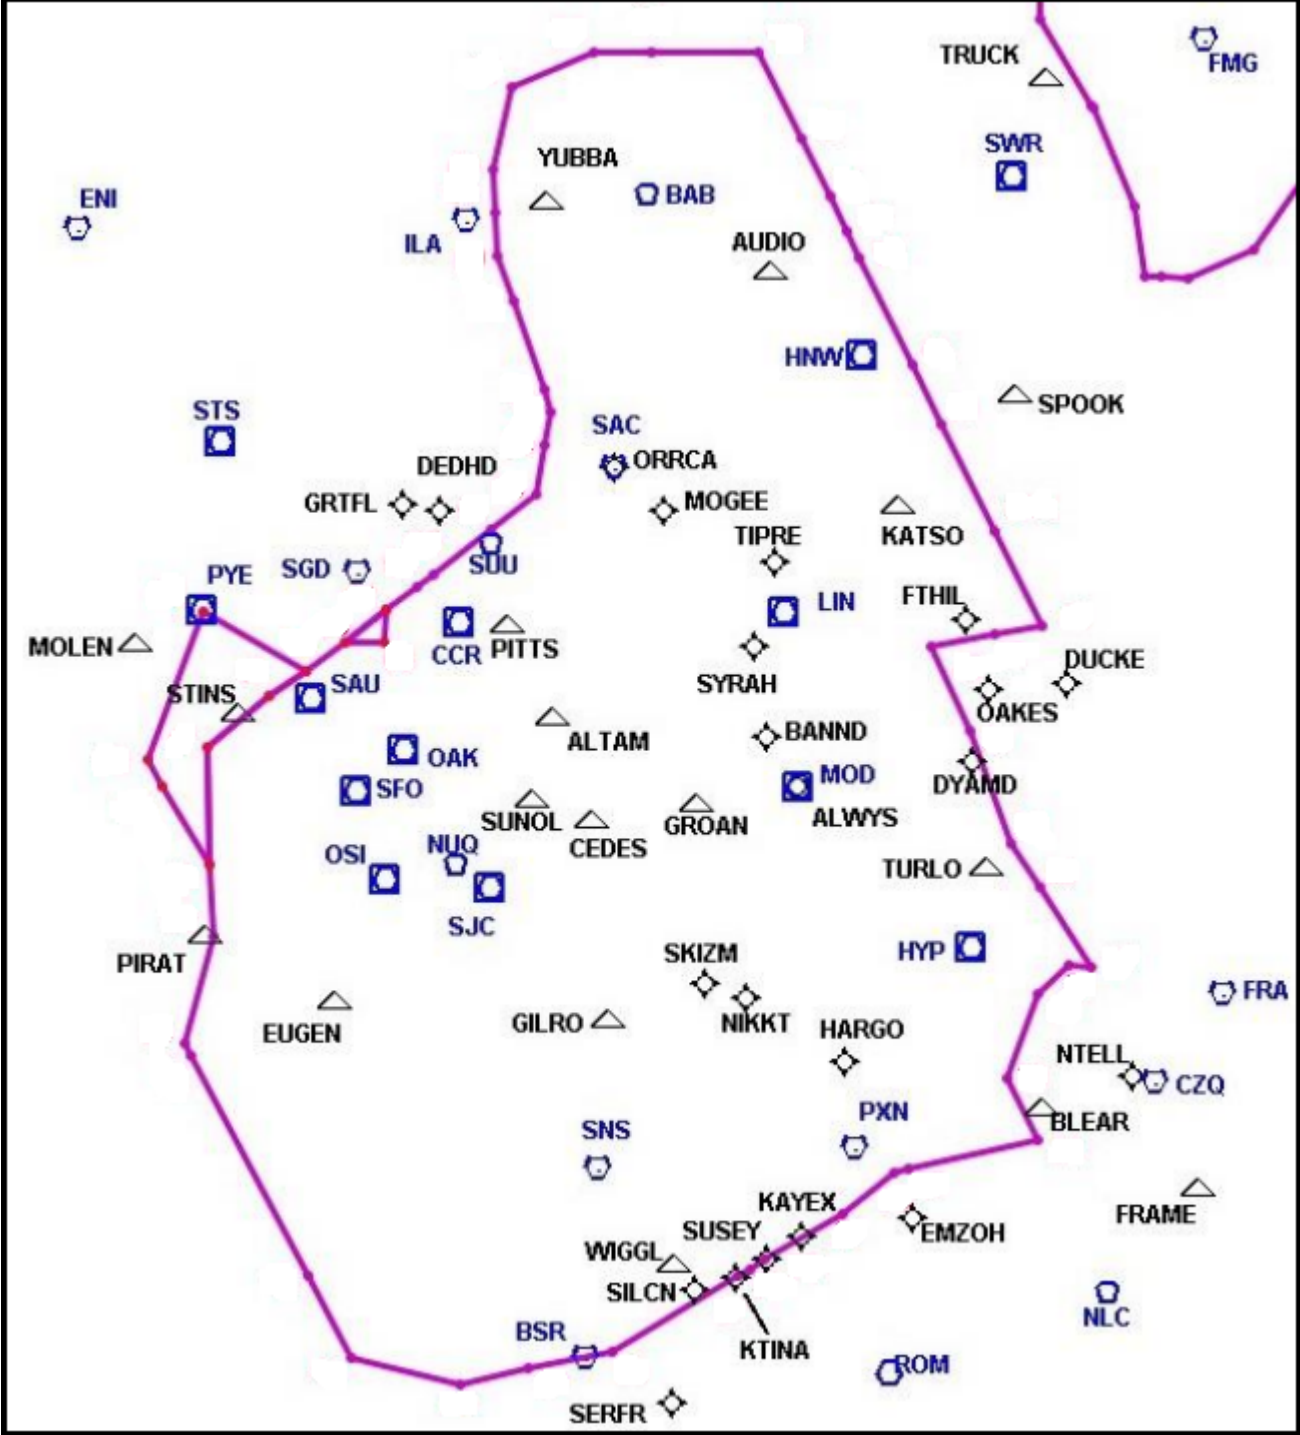 TRUCK
FMG
SWR
YUBBA
ENI
BAB
ILA
AUDIO
HNW
SPOOK
STS
SAC
ORRCA
DEDHD
GRTFL
MOGEE
TIPRE
KATSO
SUU
SGD
PYE
LIN
FTHIL
MOLEN
CCR
PITTS
DUCKE
SYRAH
SAU
STINS
OAKES
BANND
ALTAM
OAK
MOD
DYAMD
SFO
ALWYS
SUNOL
GROAN
CEDES
NUQ
OSI
TURLO
SJC
HYP
SKIZM
PIRAT
FRA
NIKKT
GILRO
HARGO
EUGEN
NTELL
CZQ
PXN
BLEAR
SNS
KAYEX
FRAME
SUSEY
EMZOH
WIGGL
SILCN
NLC
BSR
KTINA
ROM
SERFR